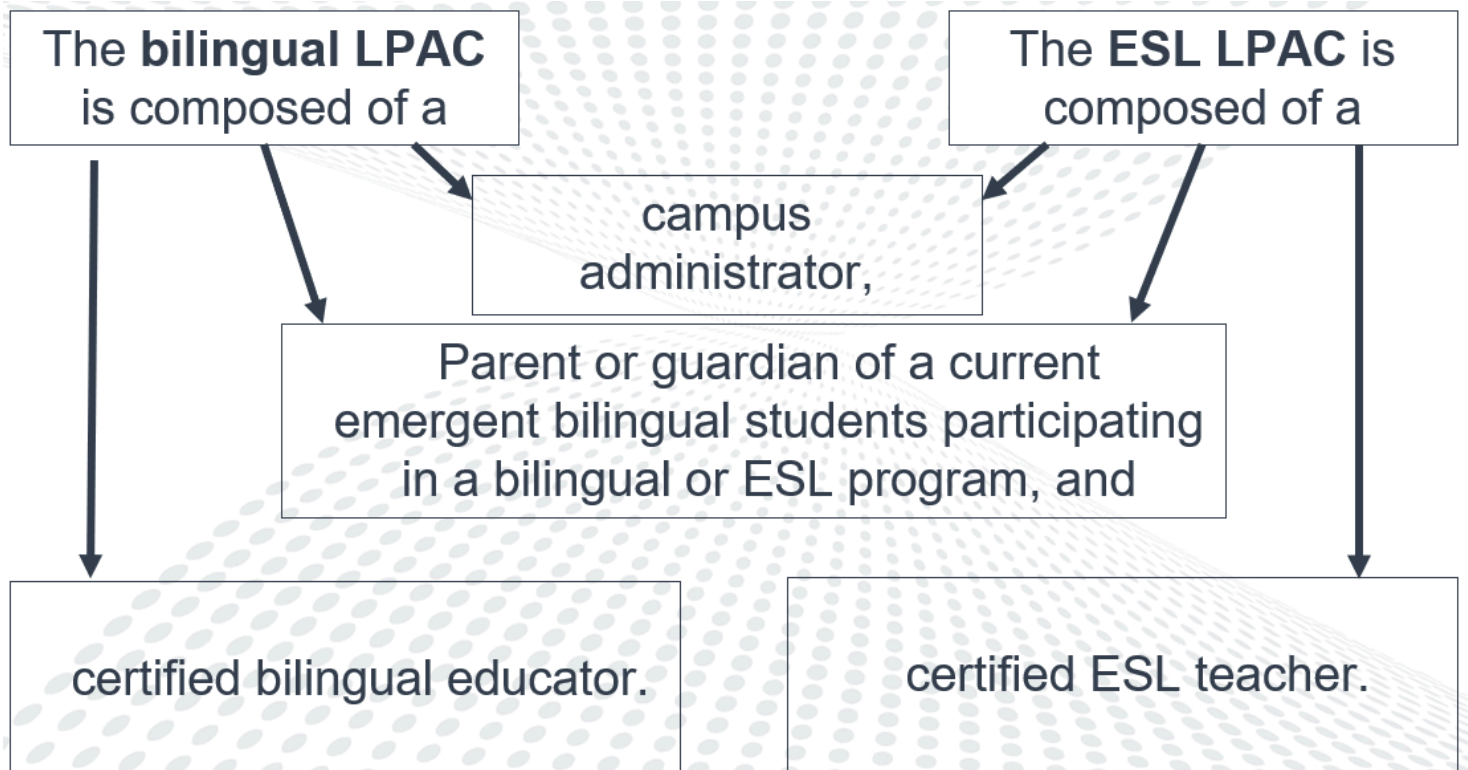 The bilingual LPAC
is composed of a
The ESL LPAC is
composed of a
campus
administrator,
Parent or guardian of a current
emergent bilingual students participating
in a bilingual or ESL program, and
certified bilingual educator.
certified ESL teacher.